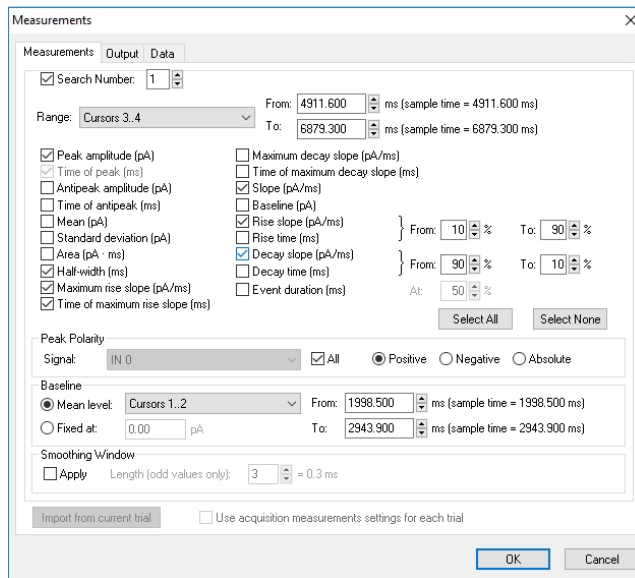 Measurements
Measurements Output Data
Search Number: 1
Range: Cursors 3..4
From: 4911.600 ms (sample time = 4911.600 ms)
To: 6879.300 ms (sample time = 6879.300 ms)
Peak amplitude (pA)
Time of peak (ms)
Antipeak amplitude (pA)
Time of antipeak (ms)
Mean (pA)
Standard deviation (pA)
Area (pA · ms)
Half-width (ms)
Maximum rise slope (pA/ms)
Time of maximum rise slope (ms)
Maximum decay slope (pA/ms)
Time of maximum decay slope (ms)
Slope (pA/ms)
Baseline (pA)
Rise slope (pA/ms)
Rise time (ms)
Decay slope (pA/ms)
Decay time (ms)
Event duration (ms)
From: 10 % To: 90 %
From: 90 % To: 10 %
At: 50 %
Select All Select None
Peak Polarity
Signal: IN 0 All Positive Negative Absolute
Baseline
Mean level: Cursors 1..2 From: 1998.500 ms (sample time = 1998.500 ms)
Fixed at: 0.00 pA To: 2943.900 ms (sample time = 2943.900 ms)
Smoothing Window
Apply Length (odd values only): 3 = 0.3 ms
Import from current trial Use acquisition measurements settings for each trial
OK Cancel